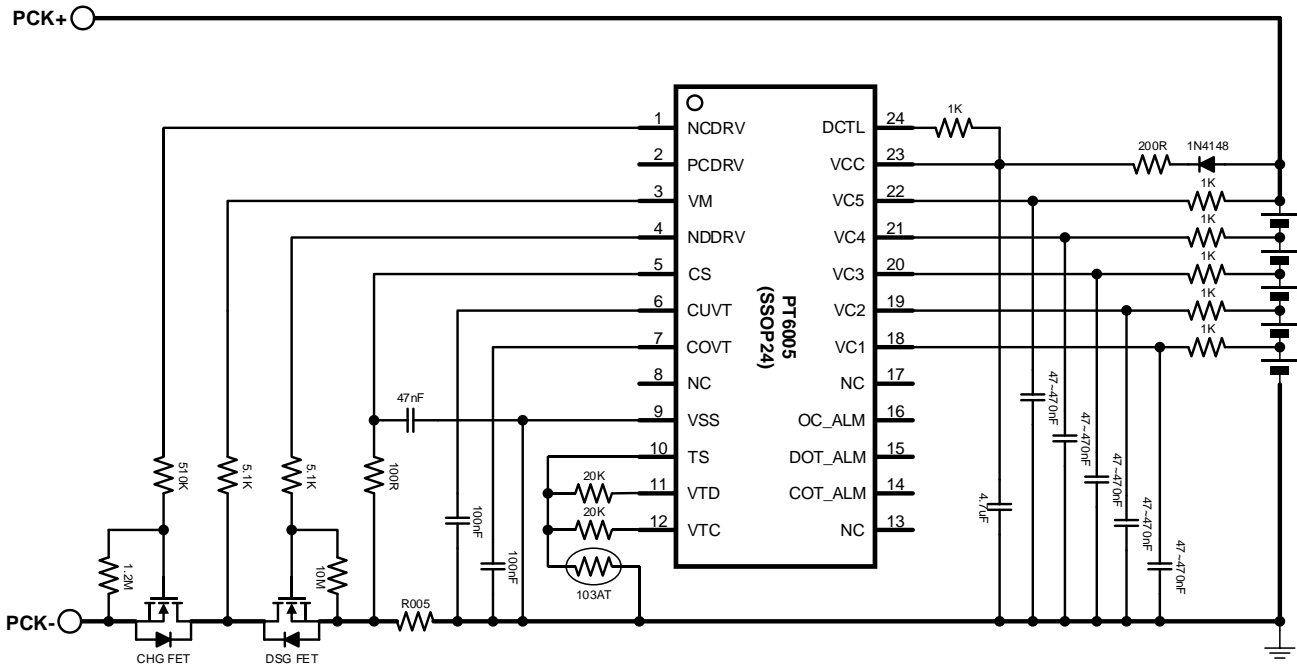 PCK+
1 NCDRV DCTL 24 1K
2 PCDRV VCC 23 200R 1N4148
3 VM VC5 22 1K
4 NDDRV VC4 21 1K
5 CS VC3 20 1K
6 CUVT VC2 19 1K
7 COVT VC1 18 1K
8 NC NC 17
47nF 9 VSS OC_ALM 16
10 TS DOT_ALM 15
20K 11 VTD COT_ALM 14
20K 12 VTC NC 13
PT6005
(SSOP24)
510K
5.1K
5.1K
100R
47~470nF
47~470nF
47~470nF
47~470nF
47~470nF
4.7uF
100nF
100nF
1.2M
10M
103AT
R005
PCK-
CHG FET
DSG FET